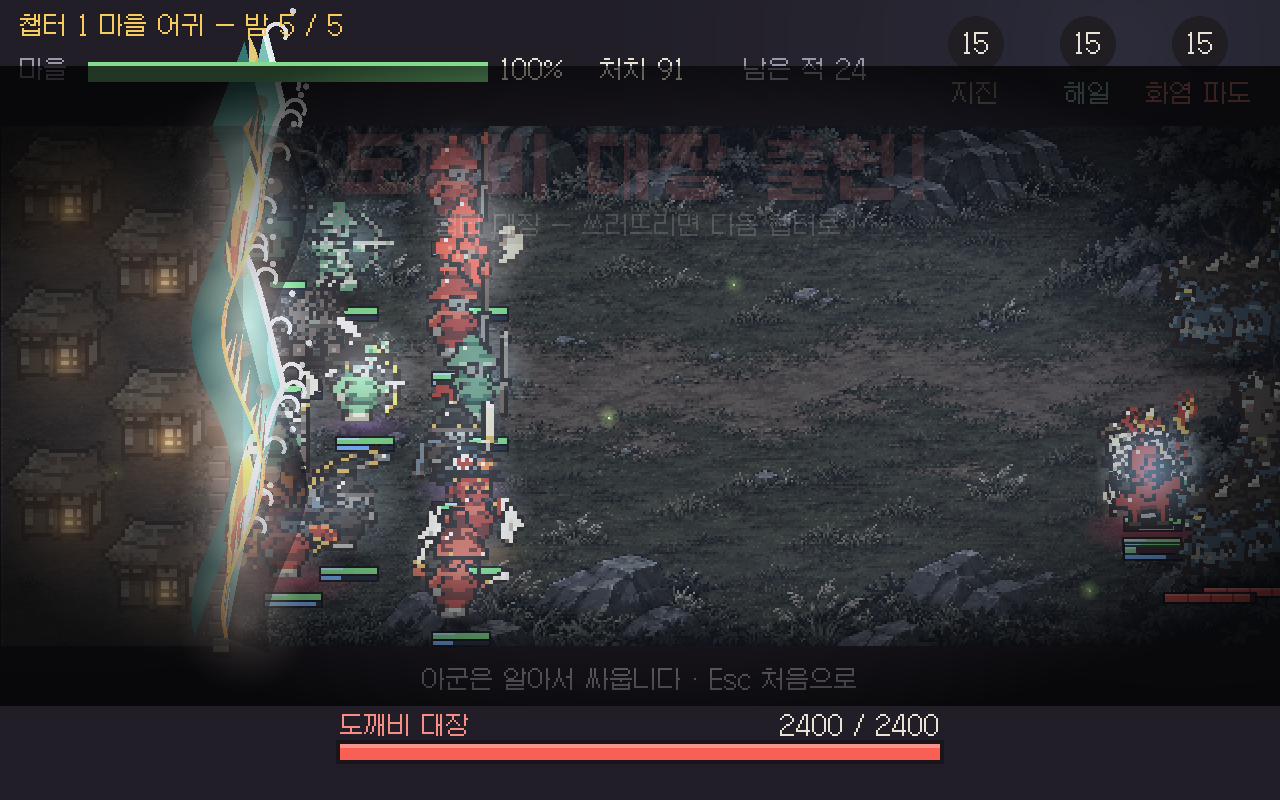 챕터 1 마을 어귀 – 밤 5 / 5
마을 100% 처치 91 남은 적 24
15 15 15
지진 해일 화염 파도
도깨비 대장 출현!
대장 – 쓰러뜨리면 다음 챕터로
아군은 알아서 싸웁니다 · Esc 처음으로
도깨비 대장 2400 / 2400